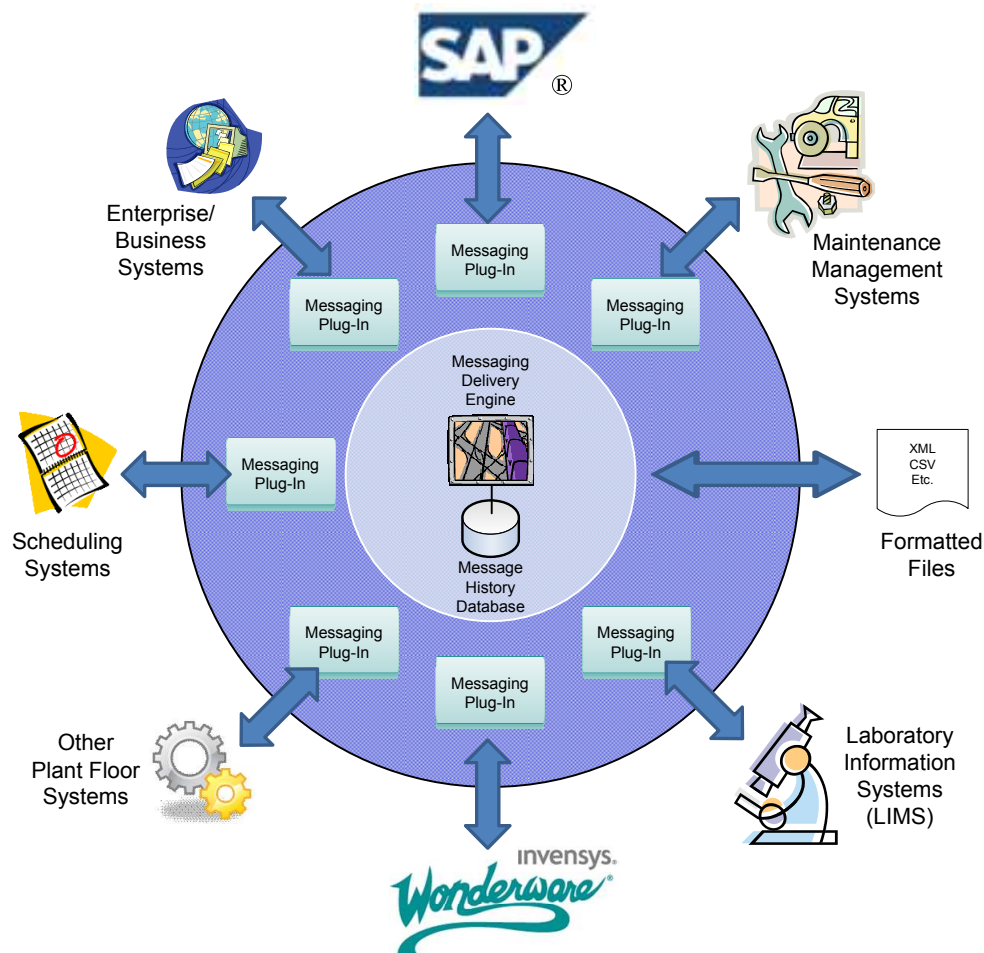 SAP
®
Enterprise/
Business
Systems
Messaging
Plug-In
Maintenance
Management
Systems
Messaging
Plug-In
Messaging
Plug-In
Messaging
Delivery
Engine
Scheduling
Systems
Messaging
Plug-In
XML
CSV
Etc.
Formatted
Files
Message
History
Database
Messaging
Plug-In
Messaging
Plug-In
Messaging
Plug-In
Other
Plant Floor
Systems
Laboratory
Information
Systems
(LIMS)
invensys.
Wonderware®